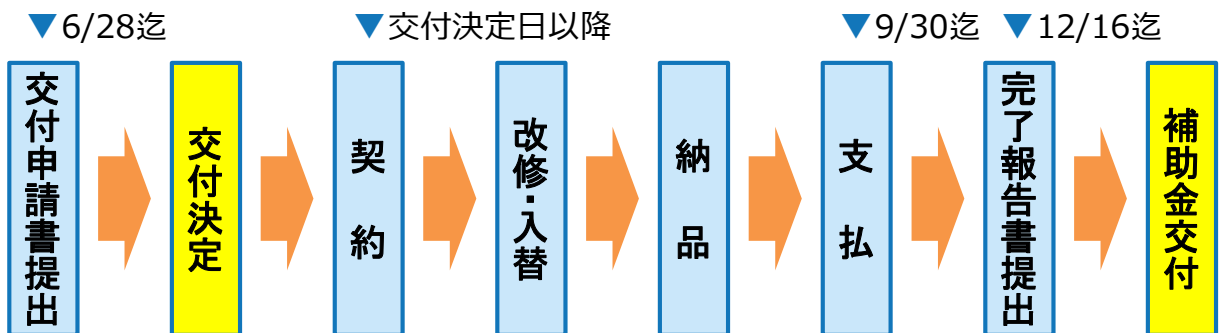 ▼6/28迄
▼交付決定日以降
▼9/30迄
▼12/16迄
交付申請書提出
交付決定
契約
改修・入替
納品
支払
完了報告書提出
補助金交付